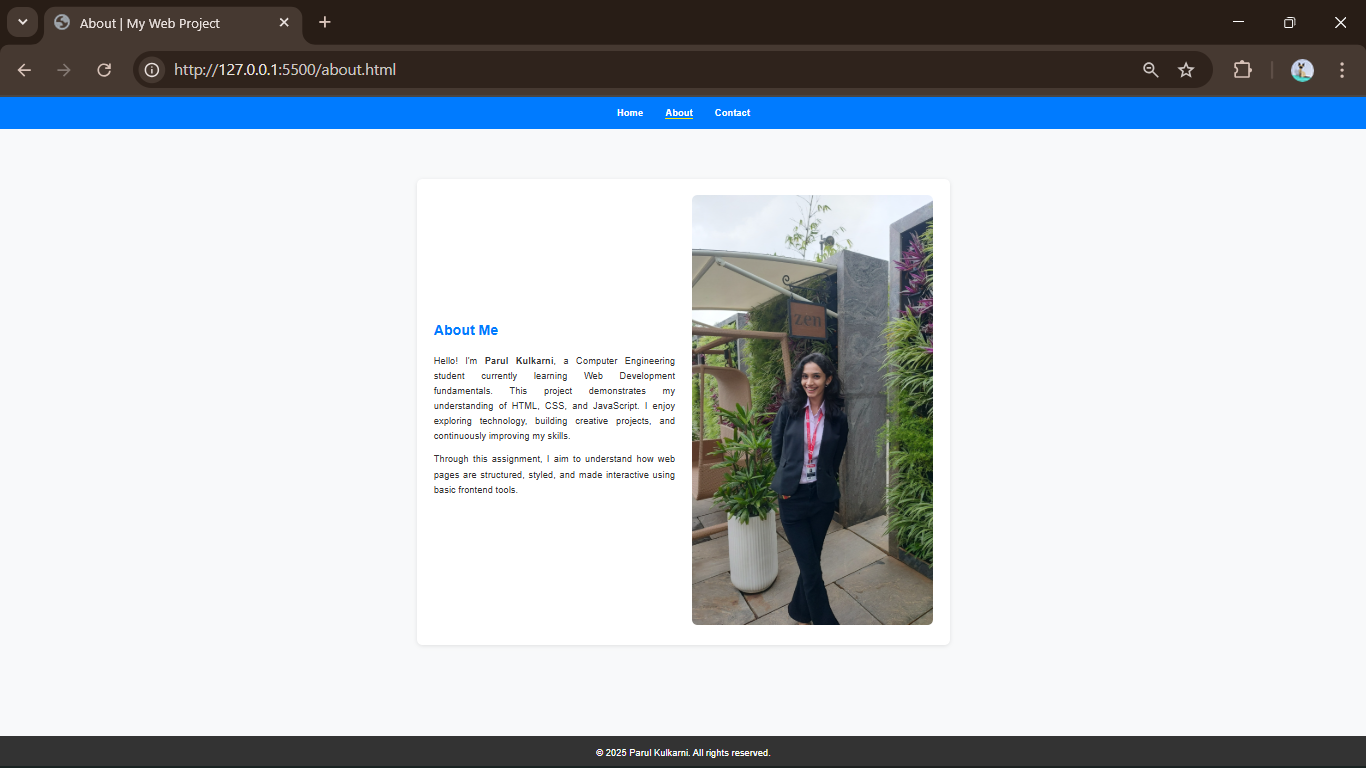 About | My Web Project
http://127.0.0.1:5500/about.html
Home About Contact
zen
About Me
Hello! I'm Parul Kulkarni, a Computer Engineering
student currently learning Web Development
fundamentals. This project demonstrates my
understanding of HTML, CSS, and JavaScript. I enjoy
exploring technology, building creative projects, and
continuously improving my skills.
Through this assignment, I aim to understand how web
pages are structured, styled, and made interactive using
basic frontend tools.
© 2025 Parul Kulkarni. All rights reserved.